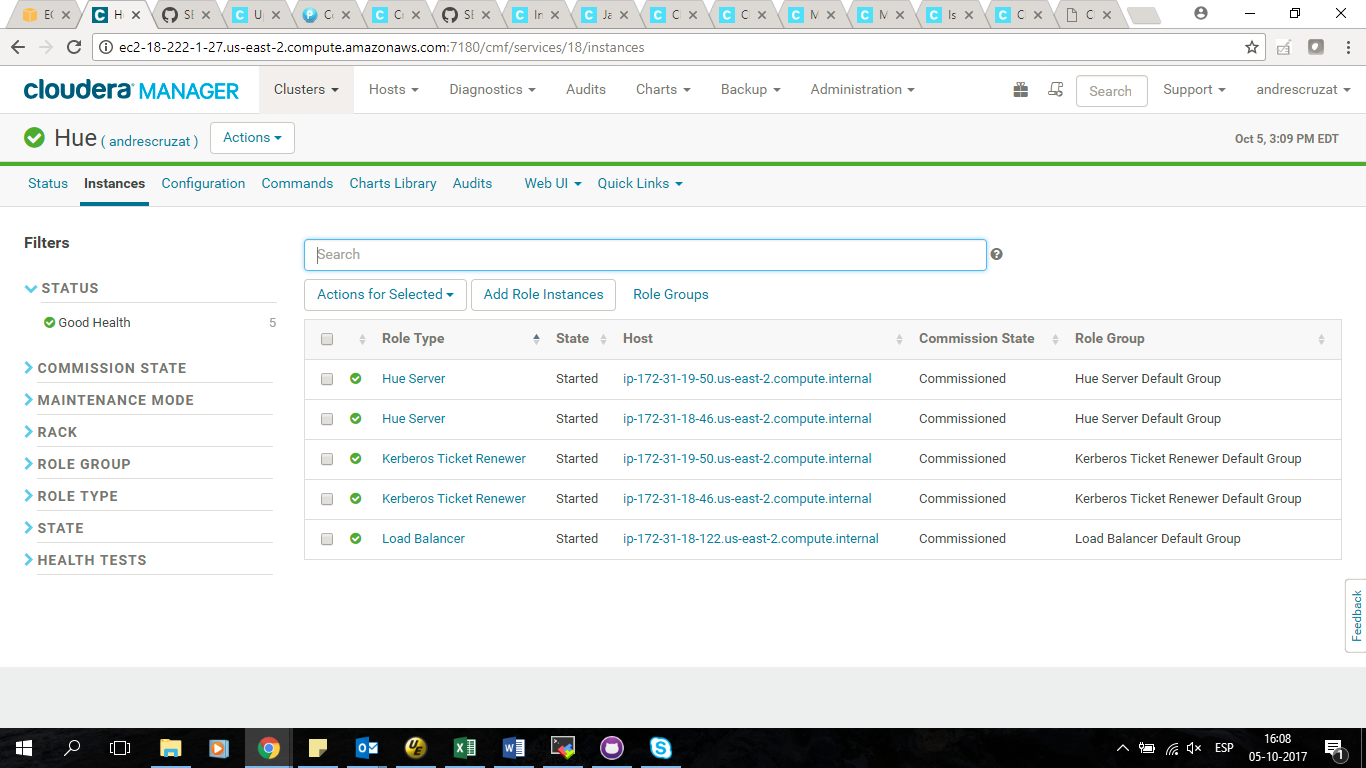 EC
He
SE
U
Co
Cr
SE
In
Ja
C
C
M
M
Is
C
Cl
ec2-18-222-1-27.us-east-2.compute.amazonaws.com:7180/cmf/services/18/instances
cloudera MANAGER Clusters Hosts Diagnostics Audits Charts Backup Administration Search Support andrescruzat
Hue ( andrescruzat ) Actions Oct 5, 3:09 PM EDT
Status Instances Configuration Commands Charts Library Audits Web UI Quick Links
Filters
STATUS
Good Health 5
COMMISSION STATE
MAINTENANCE MODE
RACK
ROLE GROUP
ROLE TYPE
STATE
HEALTH TESTS
Search
Actions for Selected Add Role Instances Role Groups
Role Type State Host Commission State Role Group
Hue Server Started ip-172-31-19-50.us-east-2.compute.internal Commissioned Hue Server Default Group
Hue Server Started ip-172-31-18-46.us-east-2.compute.internal Commissioned Hue Server Default Group
Kerberos Ticket Renewer Started ip-172-31-19-50.us-east-2.compute.internal Commissioned Kerberos Ticket Renewer Default Group
Kerberos Ticket Renewer Started ip-172-31-18-46.us-east-2.compute.internal Commissioned Kerberos Ticket Renewer Default Group
Load Balancer Started ip-172-31-18-122.us-east-2.compute.internal Commissioned Load Balancer Default Group
Feedback
ESP
16:08
05-10-2017
1